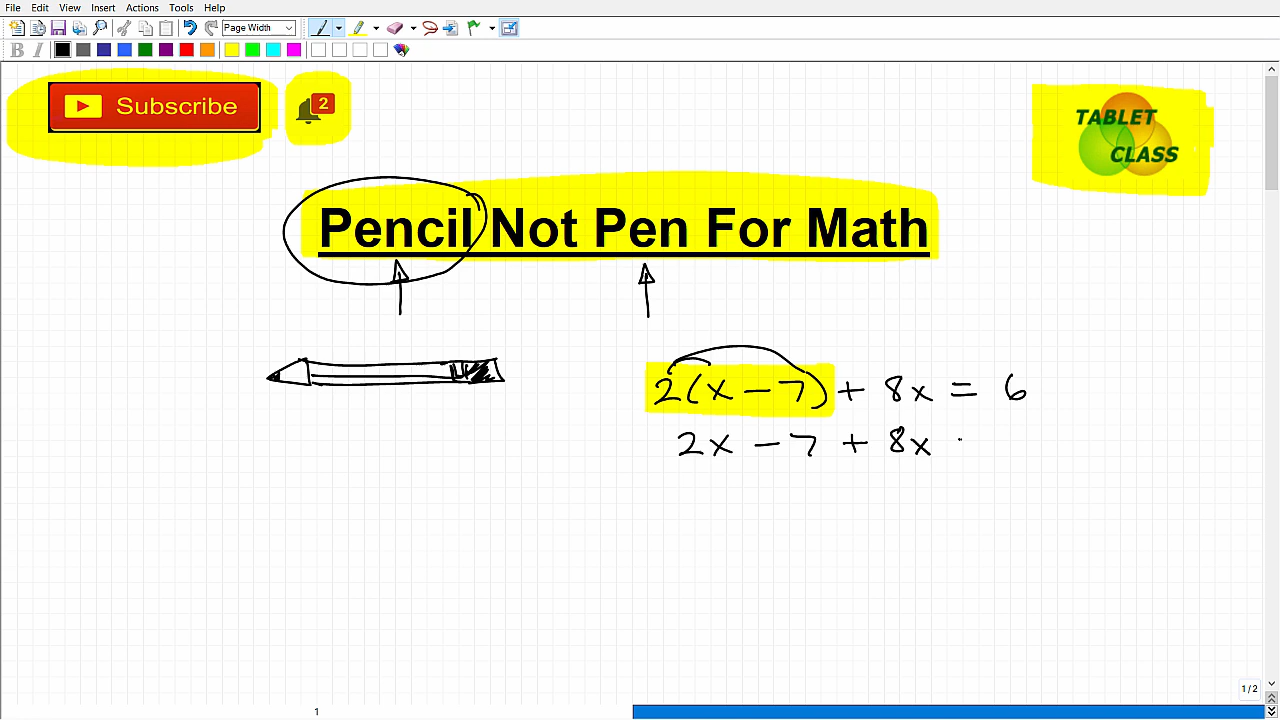 File Edit View Insert Actions Tools Help
Page Width
B I
Subscribe
2
TABLET
CLASS
Pencil Not Pen For Math
2(x - 7) + 8x = 6
2x - 7 + 8x
1/2
1